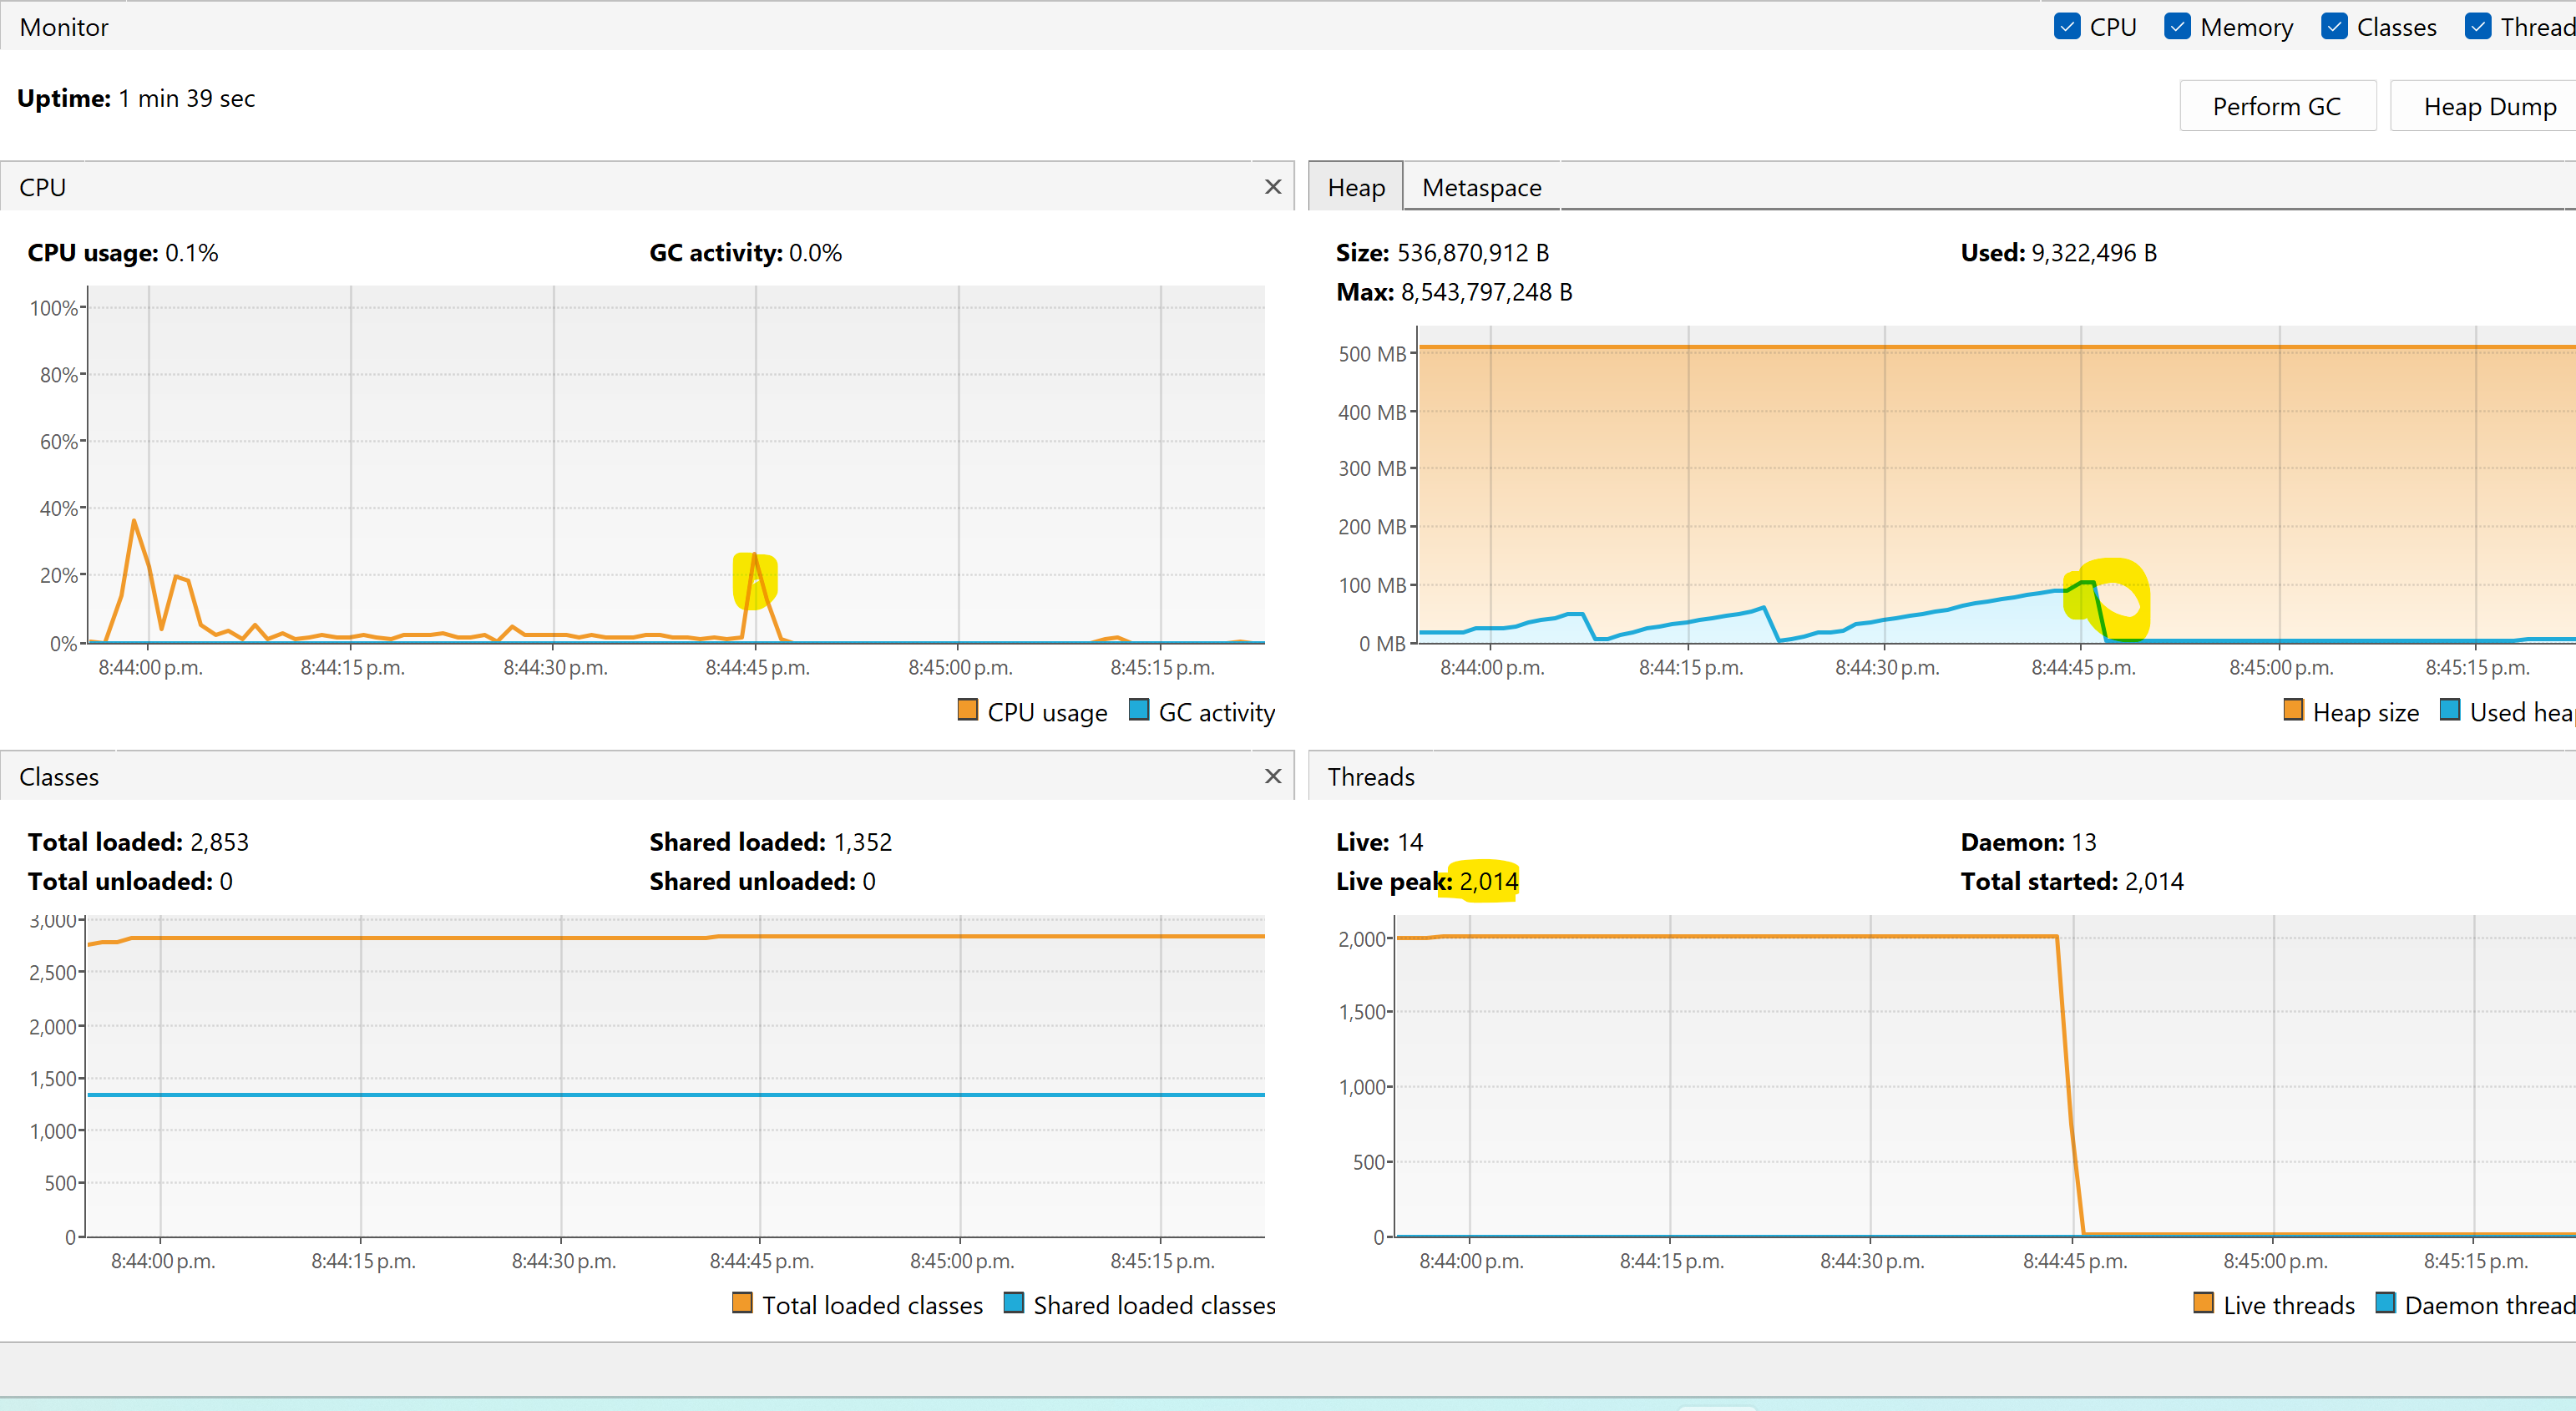 Monitor
CPU Memory Classes Thread
Uptime: 1 min 39 sec
Perform GC Heap Dump
CPU
CPU usage: 0.1% GC activity: 0.0%
100%
80%
60%
40%
20%
0%
8:44:00 p.m. 8:44:15 p.m. 8:44:30 p.m. 8:44:45 p.m. 8:45:00 p.m. 8:45:15 p.m.
CPU usage GC activity
Heap Metaspace
Size: 536,870,912 B Used: 9,322,496 B
Max: 8,543,797,248 B
500 MB
400 MB
300 MB
200 MB
100 MB
0 MB
8:44:00 p.m. 8:44:15 p.m. 8:44:30 p.m. 8:44:45 p.m. 8:45:00 p.m. 8:45:15 p.m.
Heap size Used heap
Classes
Total loaded: 2,853 Shared loaded: 1,352
Total unloaded: 0 Shared unloaded: 0
3,000
2,500
2,000
1,500
1,000
500
0
8:44:00 p.m. 8:44:15 p.m. 8:44:30 p.m. 8:44:45 p.m. 8:45:00 p.m. 8:45:15 p.m.
Total loaded classes Shared loaded classes
Threads
Live: 14 Daemon: 13
Live peak: 2,014 Total started: 2,014
2,000
1,500
1,000
500
0
8:44:00 p.m. 8:44:15 p.m. 8:44:30 p.m. 8:44:45 p.m. 8:45:00 p.m. 8:45:15 p.m.
Live threads Daemon thread